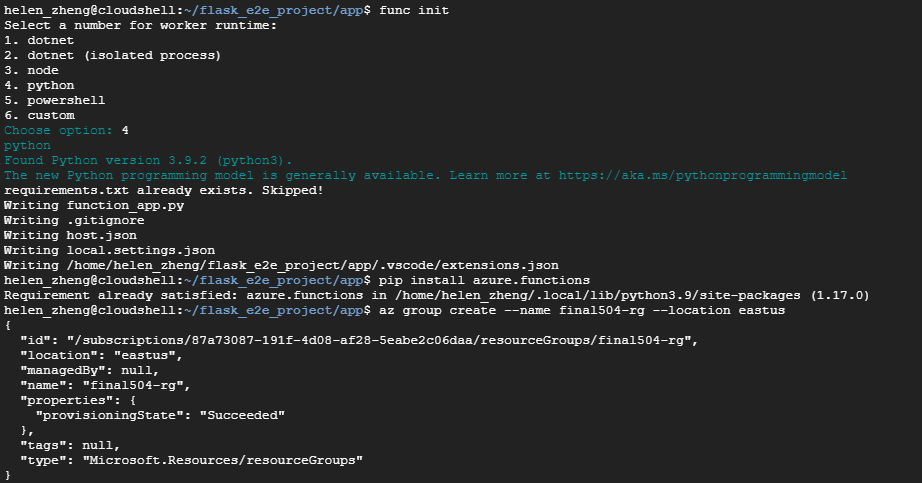 helen_zheng@cloudshell:~/flask_e2e_project/app$ func init
Select a number for worker runtime:
1. dotnet
2. dotnet (isolated process)
3. node
4. python
5. powershell
6. custom
Choose option: 4
python
Found Python version 3.9.2 (python3).
The new Python programming model is generally available. Learn more at https://aka.ms/pythonprogrammingmodel
requirements.txt already exists. Skipped!
Writing function_app.py
Writing .gitignore
Writing host.json
Writing local.settings.json
Writing /home/helen_zheng/flask_e2e_project/app/.vscode/extensions.json
helen_zheng@cloudshell:~/flask_e2e_project/app$ pip install azure.functions
Requirement already satisfied: azure.functions in /home/helen_zheng/.local/lib/python3.9/site-packages (1.17.0)
helen_zheng@cloudshell:~/flask_e2e_project/app$ az group create --name final504-rg --location eastus
{
  "id": "/subscriptions/87a73087-191f-4d08-af28-5eabe2c06daa/resourceGroups/final504-rg",
  "location": "eastus",
  "managedBy": null,
  "name": "final504-rg",
  "properties": {
    "provisioningState": "Succeeded"
  },
  "tags": null,
  "type": "Microsoft.Resources/resourceGroups"
}